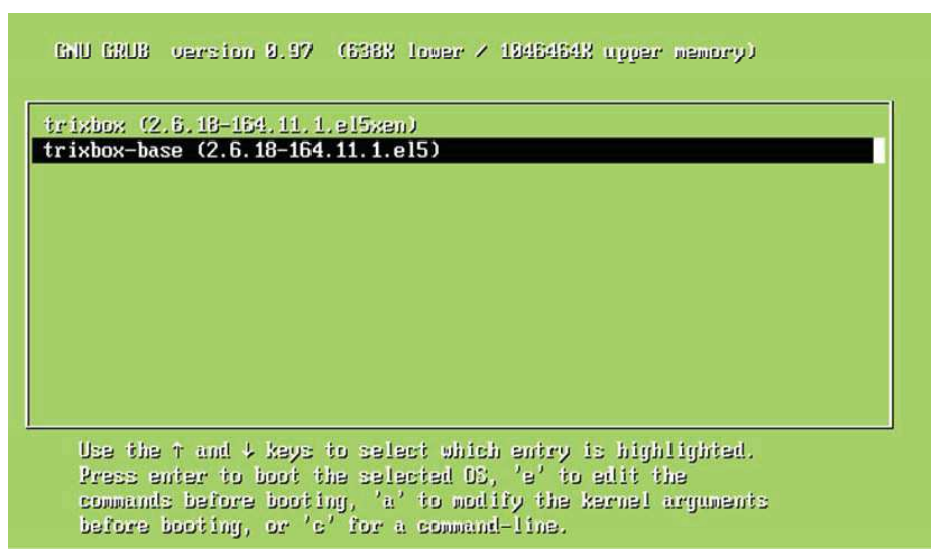 GNU GRUB version 0.97 (638K lower / 1046464K upper memory)
trixbox (2.6.18-164.11.1.el5xen)
trixbox-base (2.6.18-164.11.1.el5)
Use the ↑ and ↓ keys to select which entry is highlighted.
Press enter to boot the selected OS, 'e' to edit the
commands before booting, 'a' to modify the kernel arguments
before booting, or 'c' for a command-line.